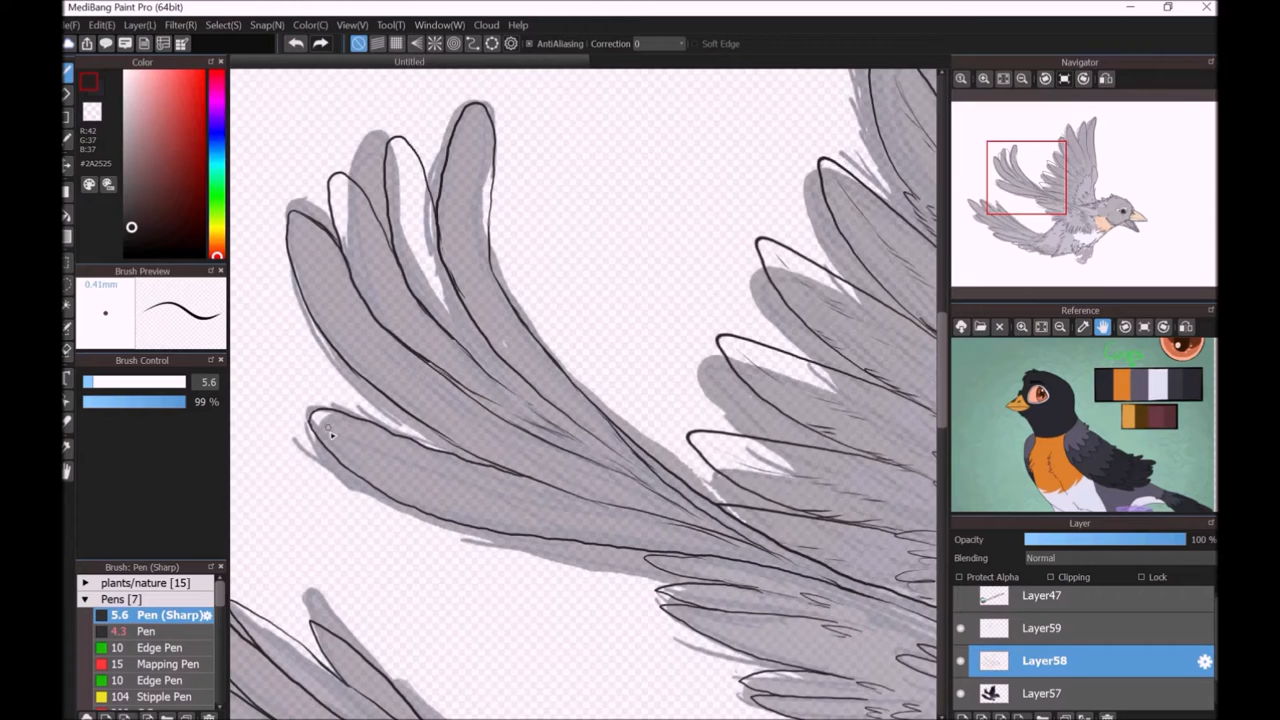 MediBang Paint Pro (64bit)
(F) Edit(E) Layer(L) Filter(R) Select(S) Snap(N) Color(C) View(V) Tool(T) Window(W) Cloud Help
AntiAliasing Correction 0 Soft Edge
Color
Untitled
Navigator
R:42
G:37
B:37
#2A2525
Brush Preview
0.41mm
Reference
Brush Control
5.6
99 %
Layer
Opacity 100 %
Blending Normal
Protect Alpha Clipping Lock
Brush: Pen (Sharp)
plants/nature [15]
Pens [7]
5.6 Pen (Sharp)
4.3 Pen
10 Edge Pen
15 Mapping Pen
10 Edge Pen
104 Stipple Pen
Layer47
Layer59
Layer58
Layer57